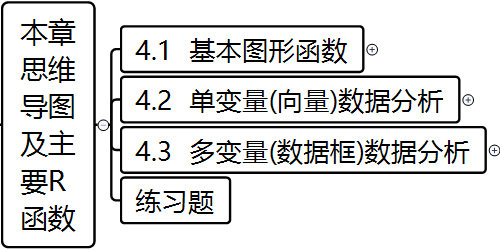 本章
思维
导图
及主
要R
函数
4.1 基本图形函数
4.2 单变量(向量)数据分析
4.3 多变量(数据框)数据分析
练习题